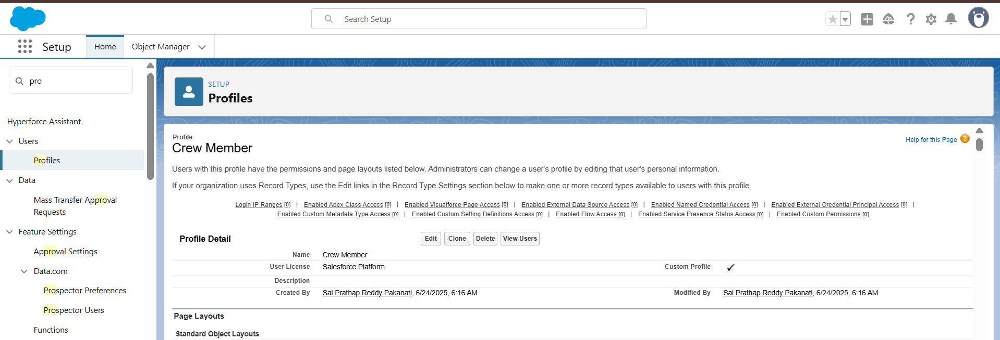 Search Setup
Setup
Home
Object Manager
pro
Hyperforce Assistant
Users
Profiles
Data
Mass Transfer Approval
Requests
Feature Settings
Approval Settings
Data.com
Prospector Preferences
Prospector Users
Functions
SETUP
Profiles
Profile
Crew Member
Help for this Page ?
Users with this profile have the permissions and page layouts listed below. Administrators can change a user's profile by editing that user's personal information.
If your organization uses Record Types, use the Edit links in the Record Type Settings section below to make one or more record types available to users with this profile.
Login IP Ranges [0] | Enabled Apex Class Access [0] | Enabled Visualforce Page Access [0] | Enabled External Data Source Access [0] | Enabled Named Credential Access [0] | Enabled External Credential Principal Access [0] |
Enabled Custom Metadata Type Access [0] | Enabled Custom Setting Definitions Access [0] | Enabled Flow Access [0] | Enabled Service Presence Status Access [0] | Enabled Custom Permissions [0]
Profile Detail
Edit Clone Delete View Users
Name Crew Member
User License Salesforce Platform Custom Profile
Description
Created By Sai Prathap Reddy Pakanati, 6/24/2025, 6:16 AM Modified By Sai Prathap Reddy Pakanati, 6/24/2025, 6:16 AM
Page Layouts
Standard Object Layouts